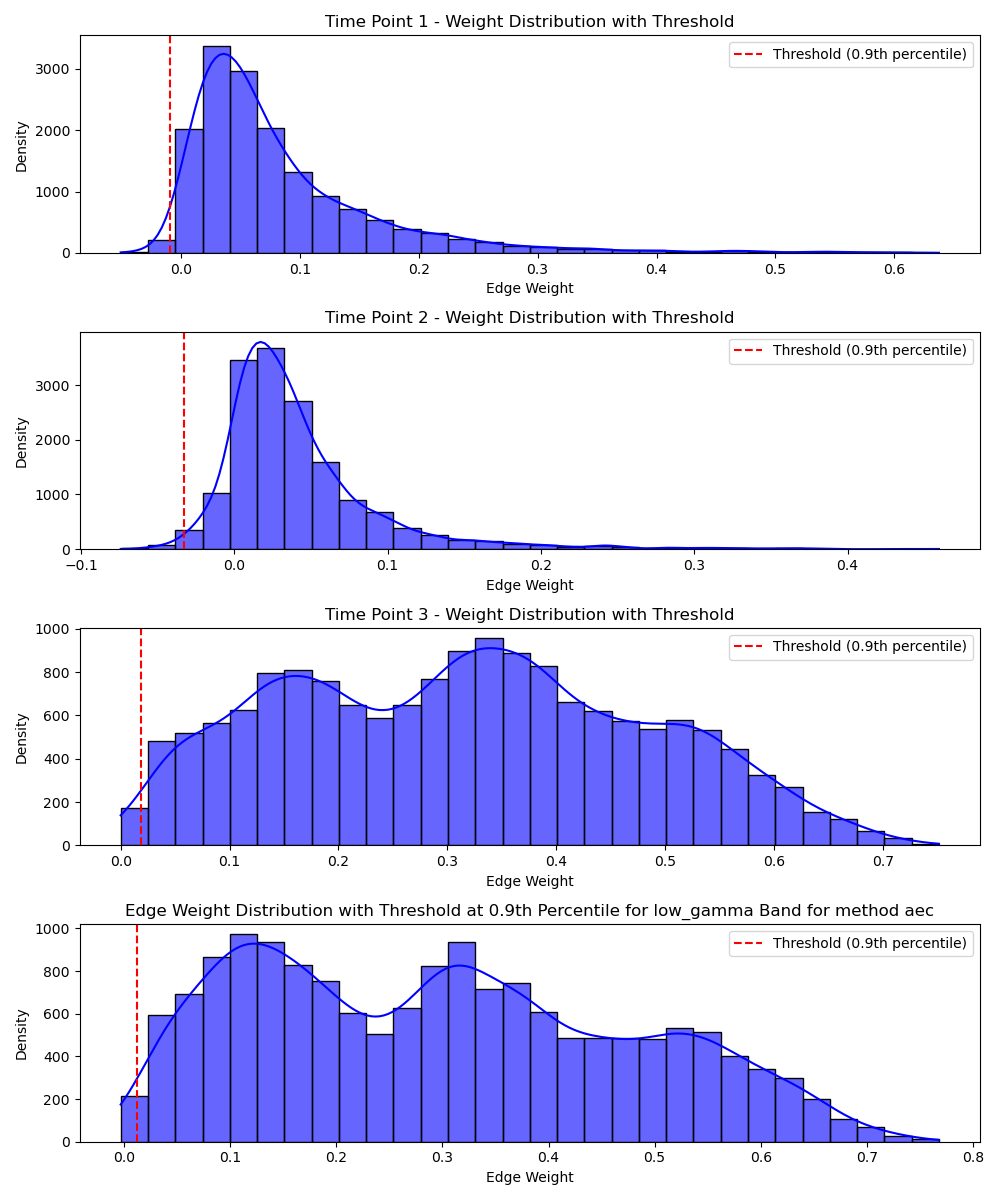 Time Point 1 - Weight Distribution with Threshold
Threshold (0.9th percentile)
Density
3000
2000
1000
0
0.0 0.1 0.2 0.3 0.4 0.5 0.6
Edge Weight
Time Point 2 - Weight Distribution with Threshold
Threshold (0.9th percentile)
Density
3000
2000
1000
0
−0.1 0.0 0.1 0.2 0.3 0.4
Edge Weight
Time Point 3 - Weight Distribution with Threshold
Threshold (0.9th percentile)
Density
1000
800
600
400
200
0
0.0 0.1 0.2 0.3 0.4 0.5 0.6 0.7
Edge Weight
Edge Weight Distribution with Threshold at 0.9th Percentile for low_gamma Band for method aec
Threshold (0.9th percentile)
Density
1000
800
600
400
200
0
0.0 0.1 0.2 0.3 0.4 0.5 0.6 0.7 0.8
Edge Weight